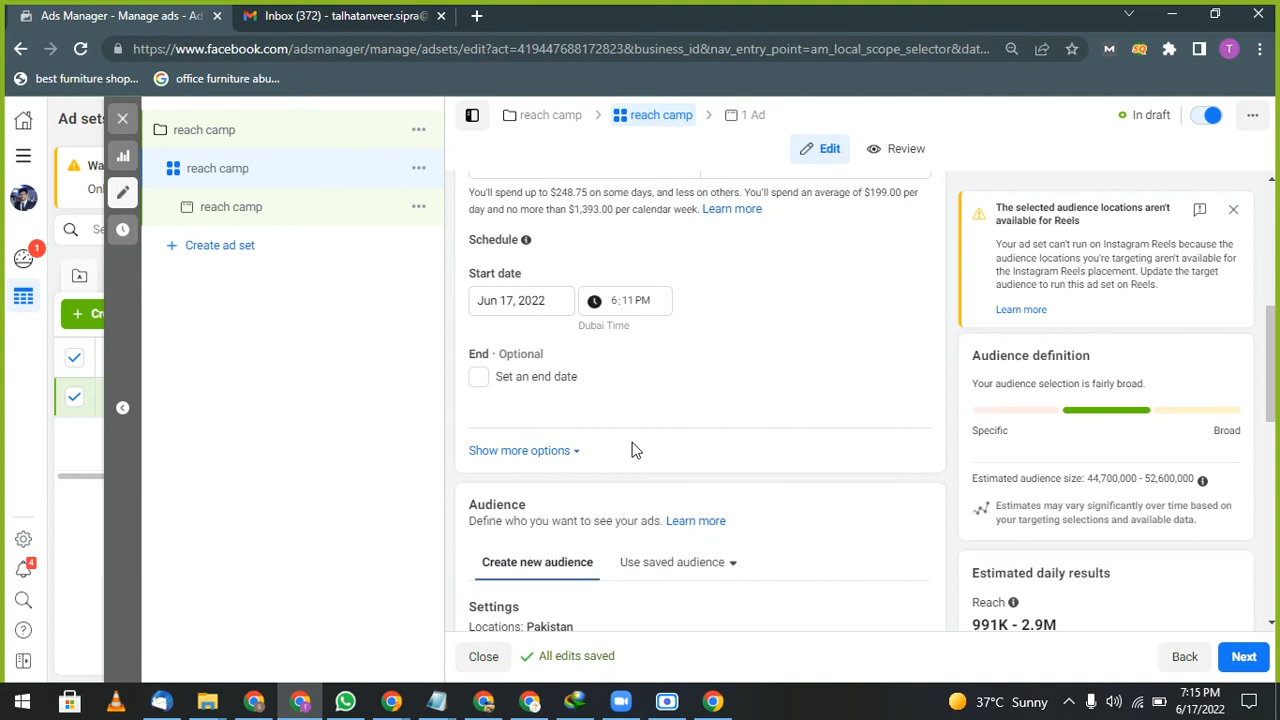 Ads Manager - Manage ads - Ad
Inbox (372) - talhatanveer.sipra@
https://www.facebook.com/adsmanager/manage/adsets/edit?act=419447688172823&business_id&nav_entry_point=am_local_scope_selector&dat...
T
best furniture shop...
office furniture abu...
Ad sets
reach camp
reach camp
reach camp
Create ad set
Wa
Onl
Se
1
+ Cr
4
reach camp
reach camp
1 Ad
In draft
Edit
Review
You'll spend up to $248.75 on some days, and less on others. You'll spend an average of $199.00 per
day and no more than $1,393.00 per calendar week. Learn more
Schedule
Start date
Jun 17, 2022
6:11 PM
Dubai Time
End · Optional
Set an end date
Show more options
Audience
Define who you want to see your ads. Learn more
Create new audience
Use saved audience
Settings
Locations: Pakistan
The selected audience locations aren't
available for Reels
Your ad set can't run on Instagram Reels because the
audience locations you're targeting aren't available for
the Instagram Reels placement. Update the target
audience to run this ad set on Reels.
Learn more
Audience definition
Your audience selection is fairly broad.
Specific
Broad
Estimated audience size: 44,700,000 - 52,600,000
Estimates may vary significantly over time based on
your targeting selections and available data.
Estimated daily results
Reach
991K - 2.9M
Close
All edits saved
Back
Next
37°C Sunny
7:15 PM
6/17/2022